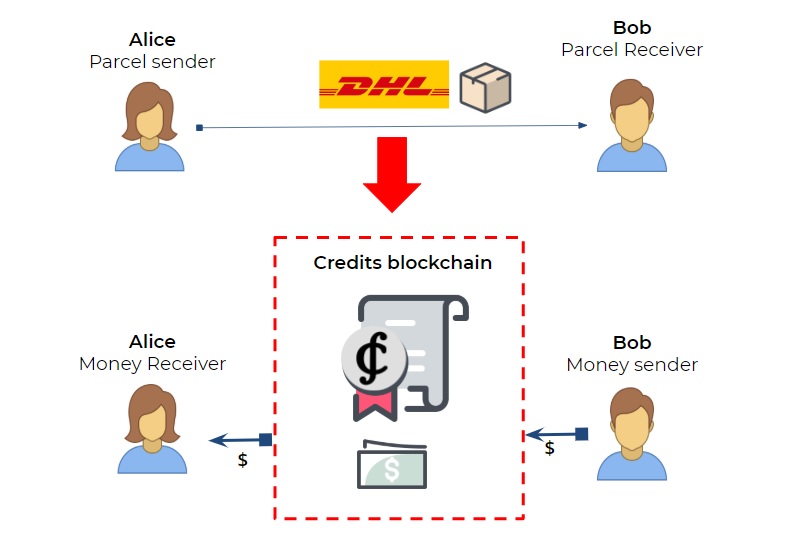 Alice
Parcel sender
Bob
Parcel Receiver
DHL
Credits blockchain
Alice
Money Receiver
Bob
Money sender
$
$
$